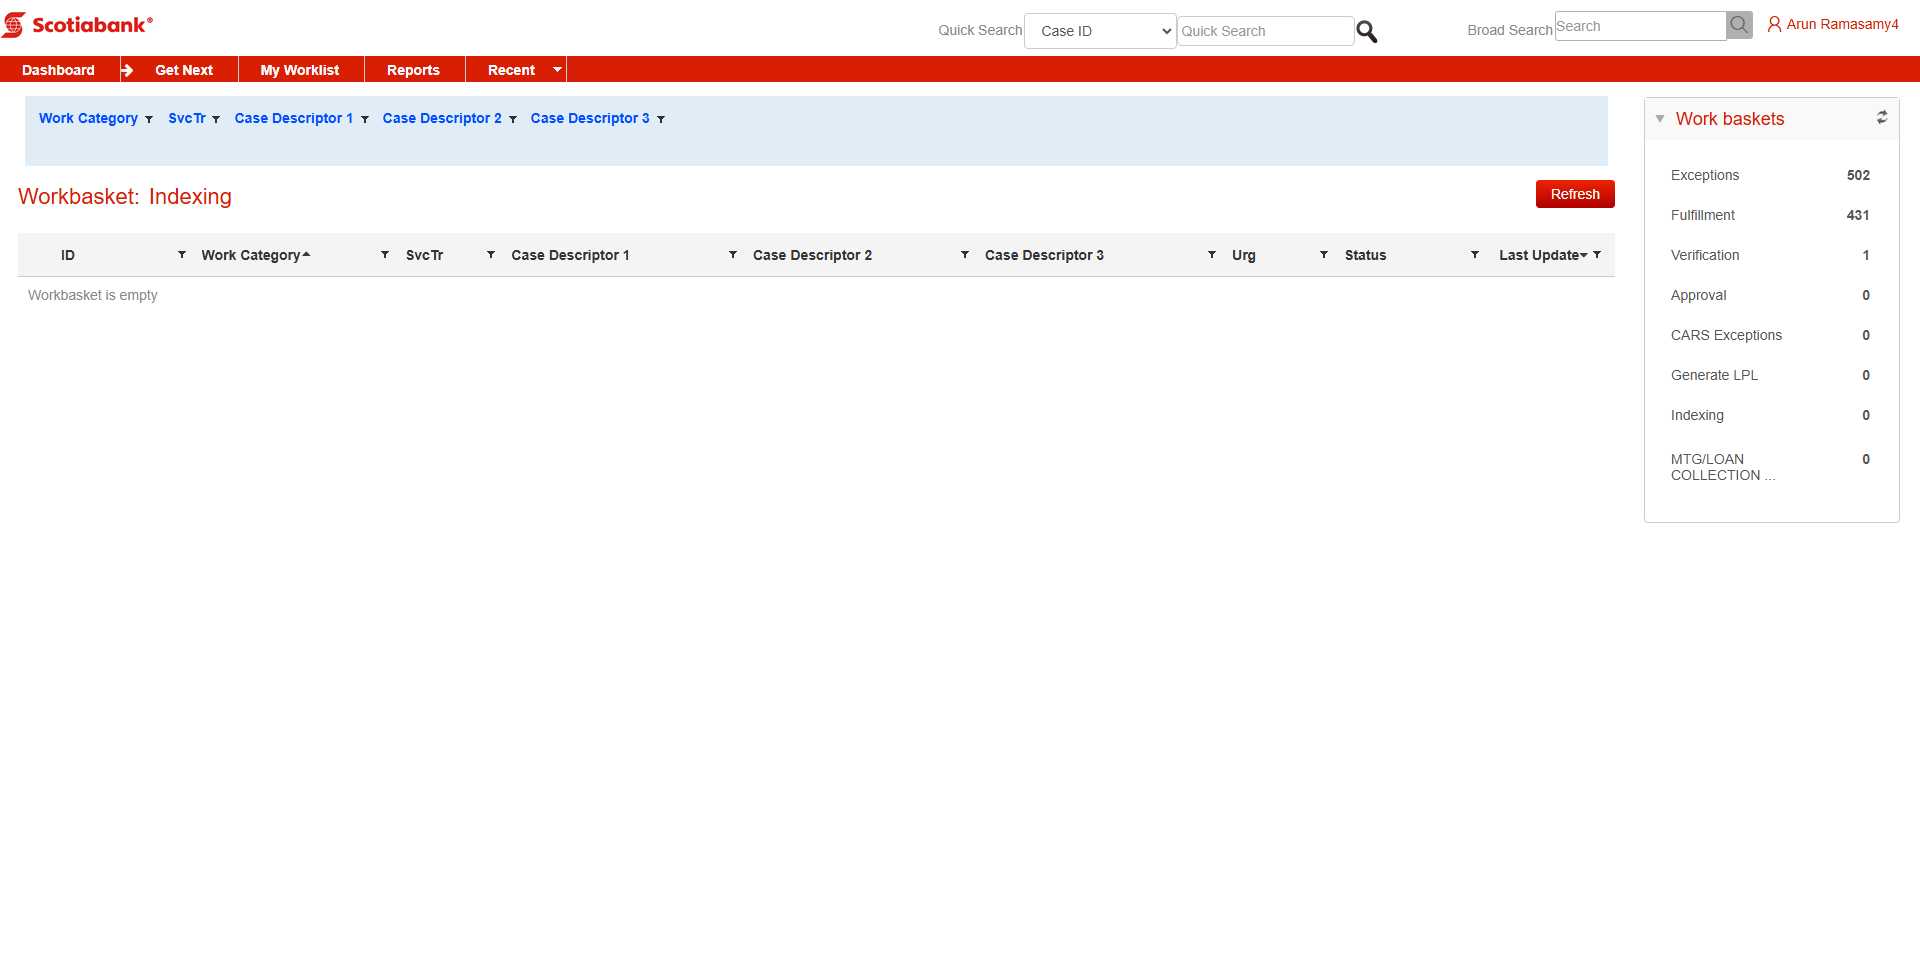 Scotiabank®
Quick Search Case ID Quick Search
Broad Search Search Arun Ramasamy4
Dashboard Get Next My Worklist Reports Recent
Work Category SvcTr Case Descriptor 1 Case Descriptor 2 Case Descriptor 3
Workbasket: Indexing
Refresh
ID Work Category SvcTr Case Descriptor 1 Case Descriptor 2 Case Descriptor 3 Urg Status Last Update
Workbasket is empty
Work baskets
Exceptions 502
Fulfillment 431
Verification 1
Approval 0
CARS Exceptions 0
Generate LPL 0
Indexing 0
MTG/LOAN 0
COLLECTION ...